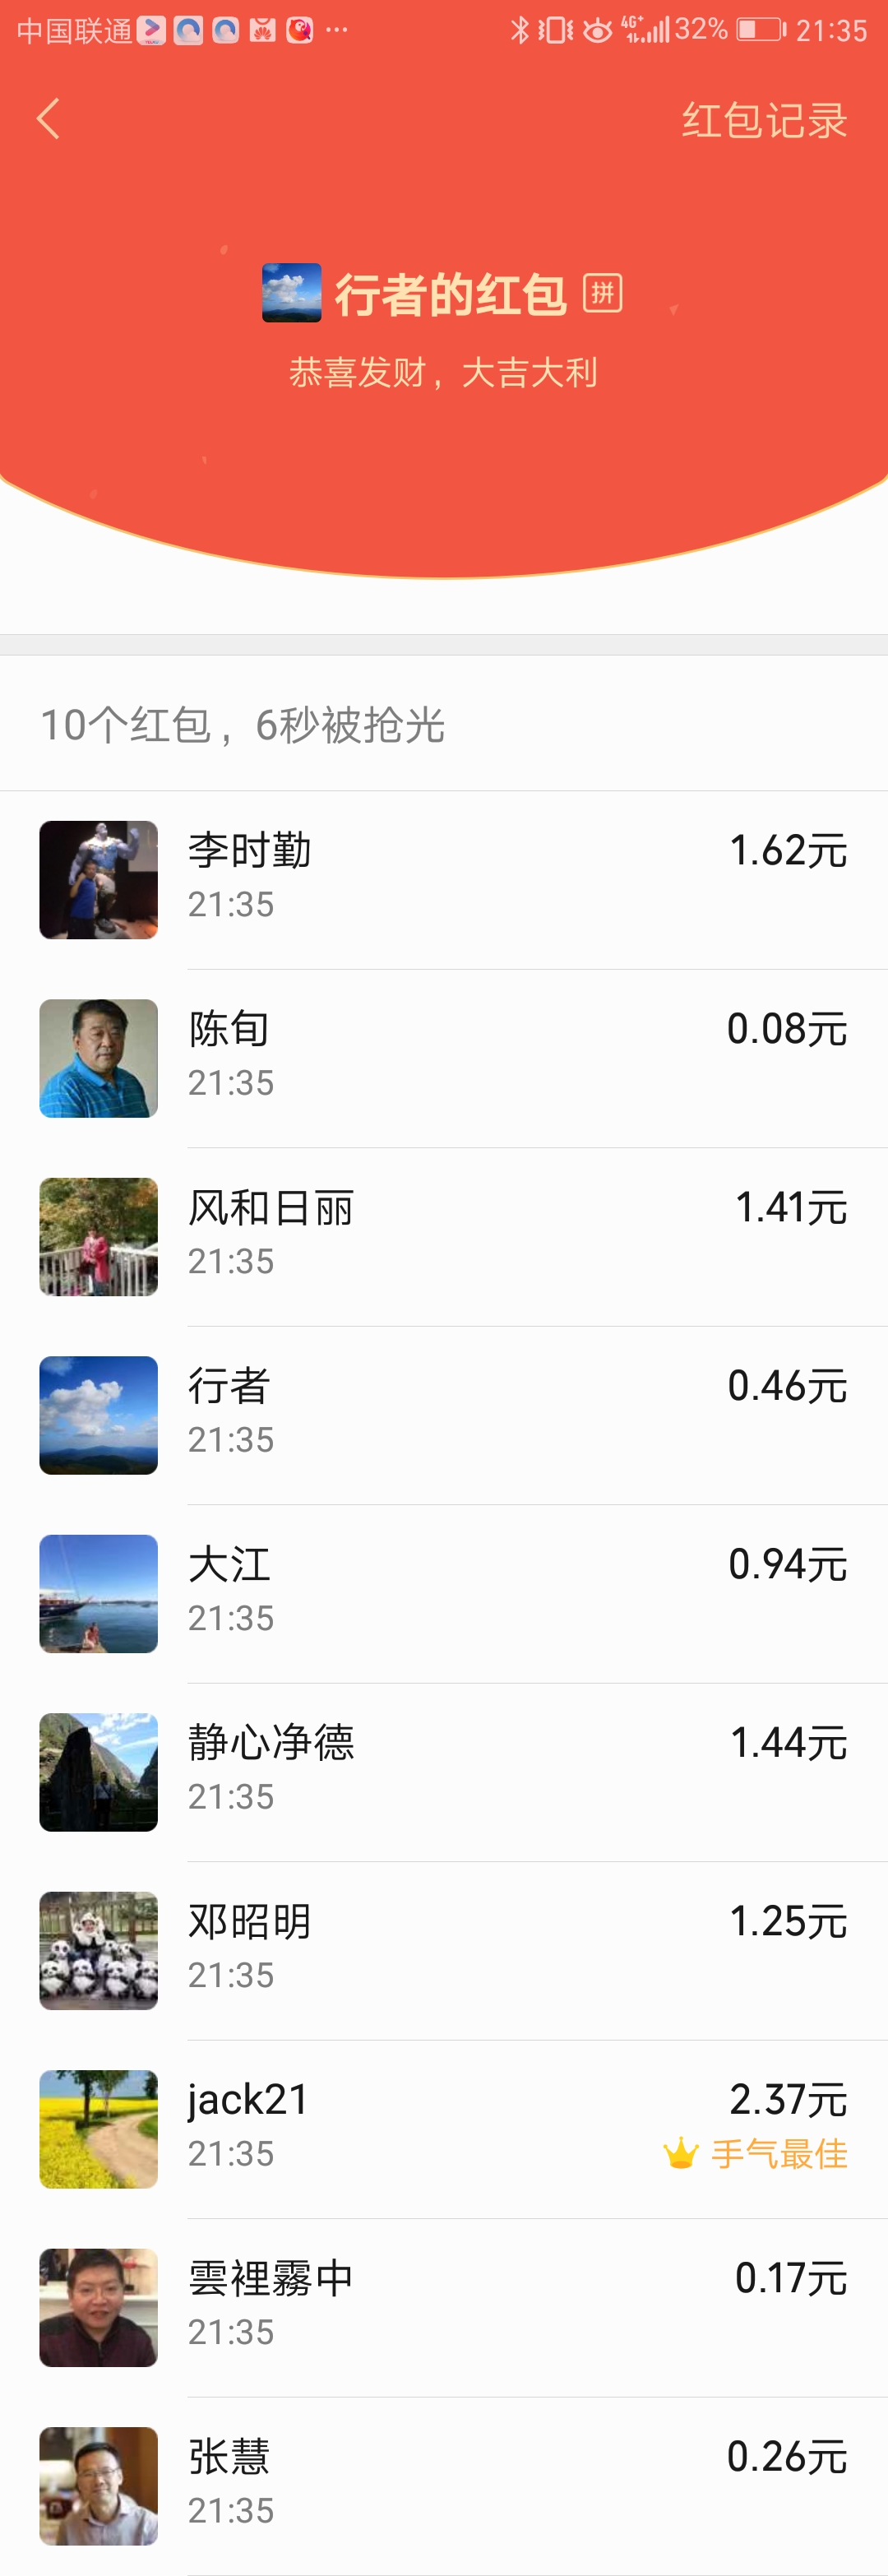 中国联通 ··· 4G+ 32% 21:35
红包记录
行者的红包 拼
恭喜发财，大吉大利
10个红包，6秒被抢光
李时勤 1.62元
21:35
陈旬 0.08元
21:35
风和日丽 1.41元
21:35
行者 0.46元
21:35
大江 0.94元
21:35
静心净德 1.44元
21:35
邓昭明 1.25元
21:35
jack21 2.37元
21:35 手气最佳
雲裡霧中 0.17元
21:35
张慧 0.26元
21:35